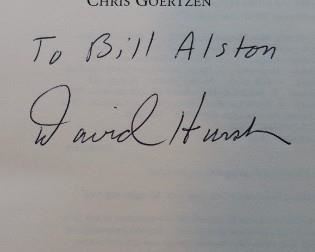 CHRIS GOERTZEN
To Bill Alston
David Hursh